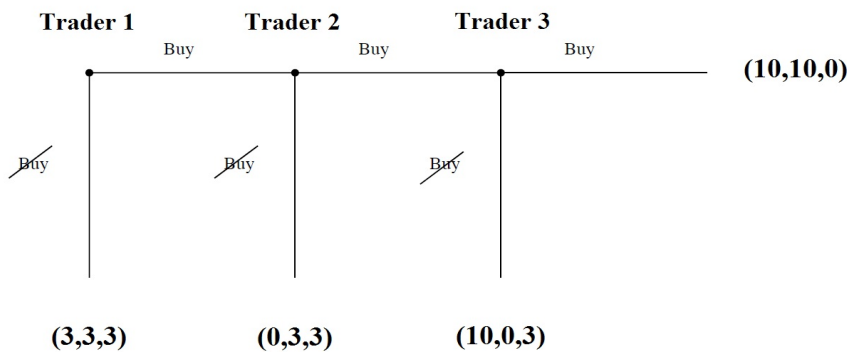 Trader 1 Trader 2 Trader 3
Buy Buy Buy
(10,10,0)
Buy Buy Buy
(3,3,3) (0,3,3) (10,0,3)